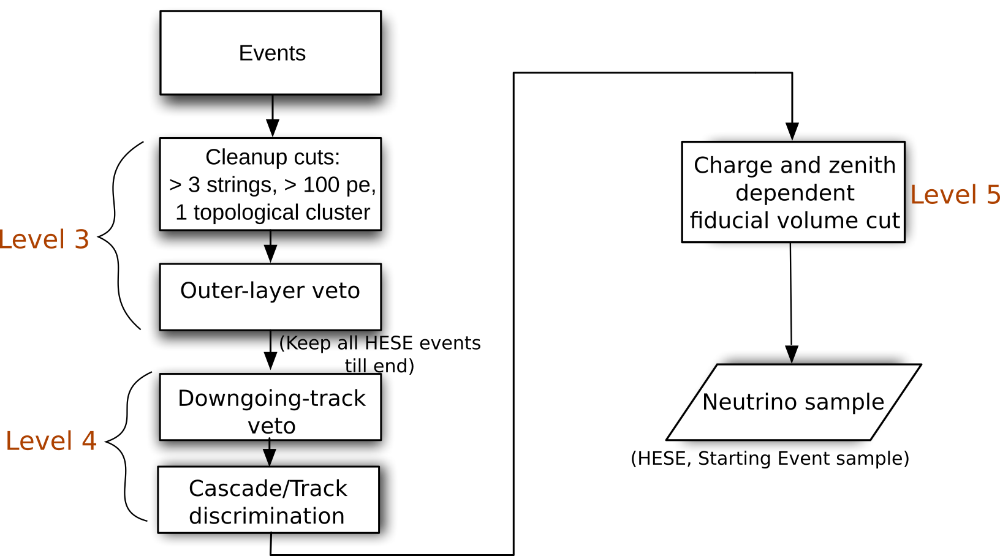 Events
Cleanup cuts:
> 3 strings, > 100 pe,
1 topological cluster
Level 3
Outer-layer veto
(Keep all HESE events
till end)
Downgoing-track
veto
Level 4
Cascade/Track
discrimination
Charge and zenith
dependent
fiducial volume cut
Level 5
Neutrino sample
(HESE, Starting Event sample)